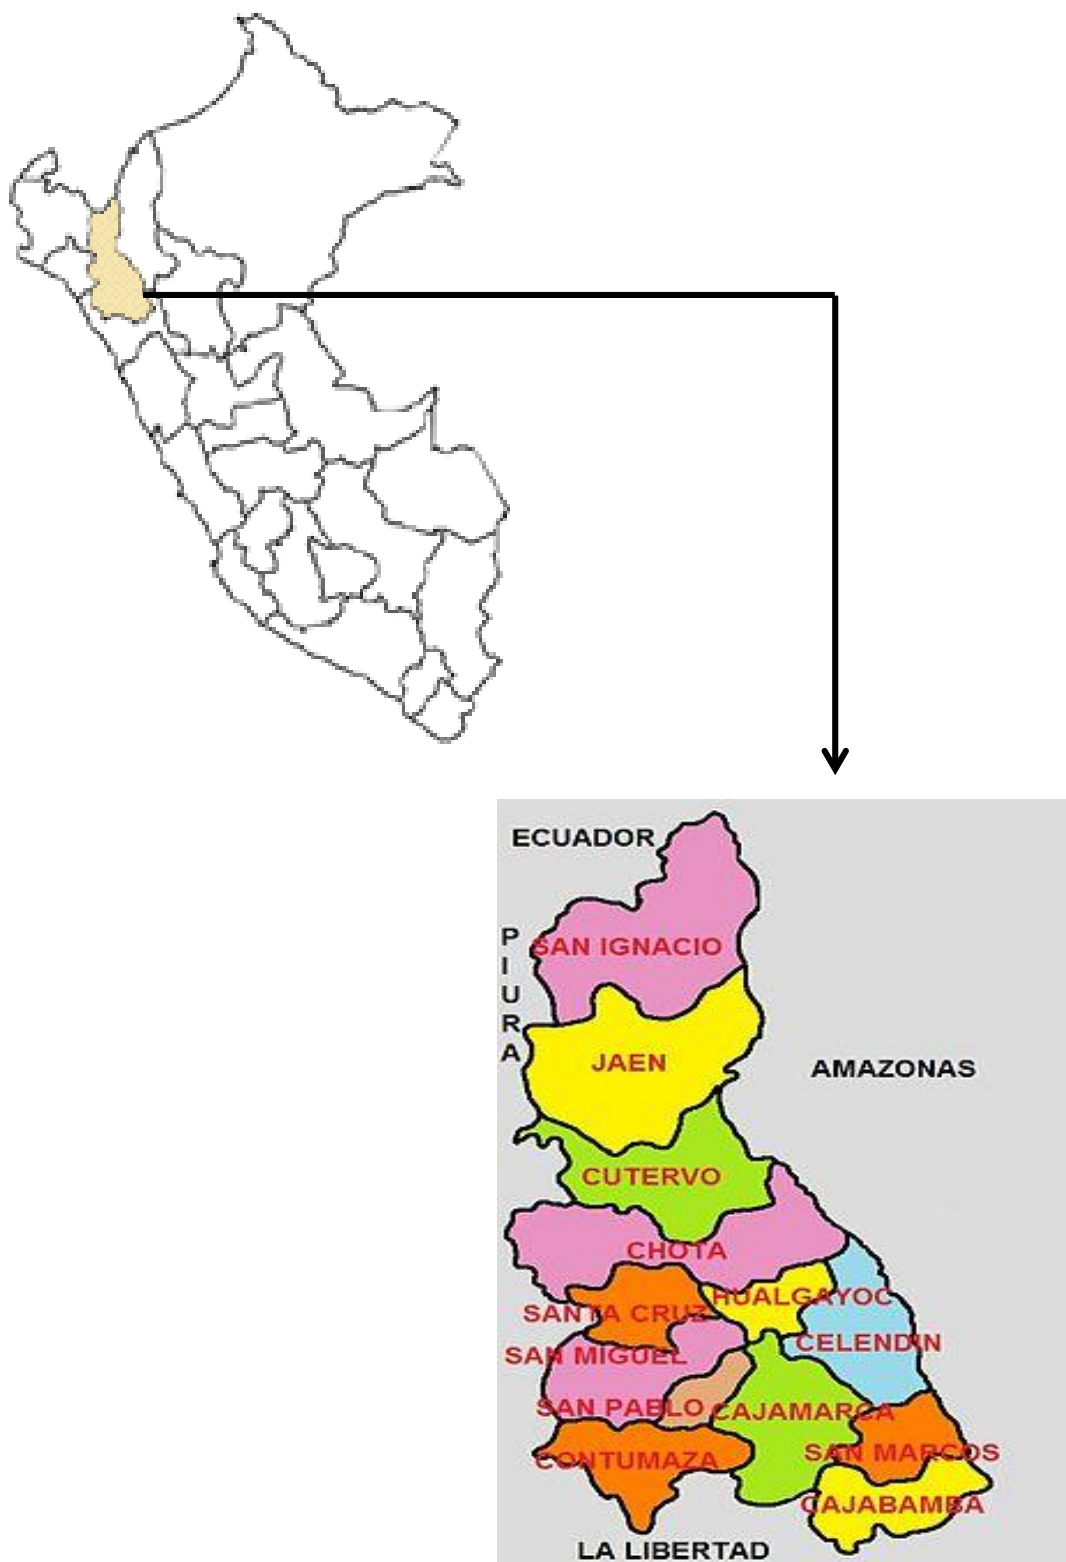 ECUADOR
PIURA
SAN IGNACIO
JAEN
AMAZONAS
CUTERVO
CHOTA
HUALGAYOC
SANTA CRUZ
CELENDIN
SAN MIGUEL
SAN PABLO
CAJAMARCA
CONTUMAZA
SAN MARCOS
CAJABAMBA
LA LIBERTAD